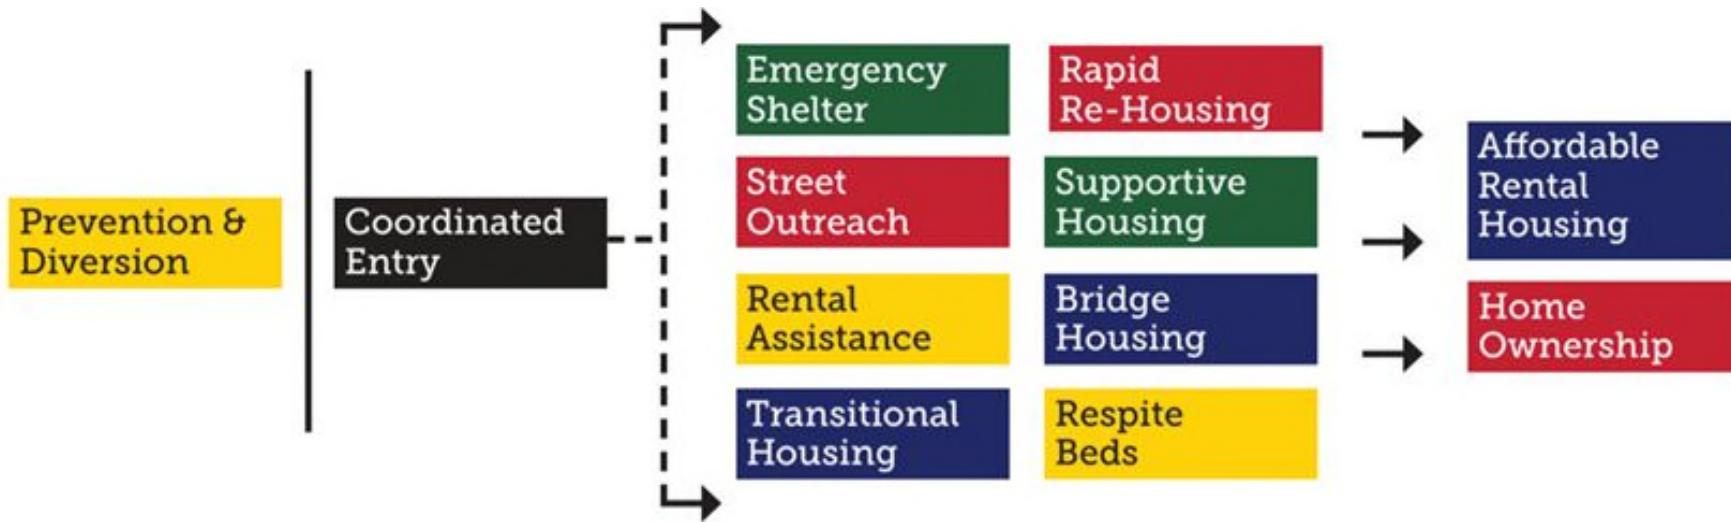 Prevention &
Diversion
Coordinated
Entry
Emergency
Shelter
Rapid
Re-Housing
Street
Outreach
Supportive
Housing
Rental
Assistance
Bridge
Housing
Transitional
Housing
Respite
Beds
Affordable
Rental
Housing
Home
Ownership